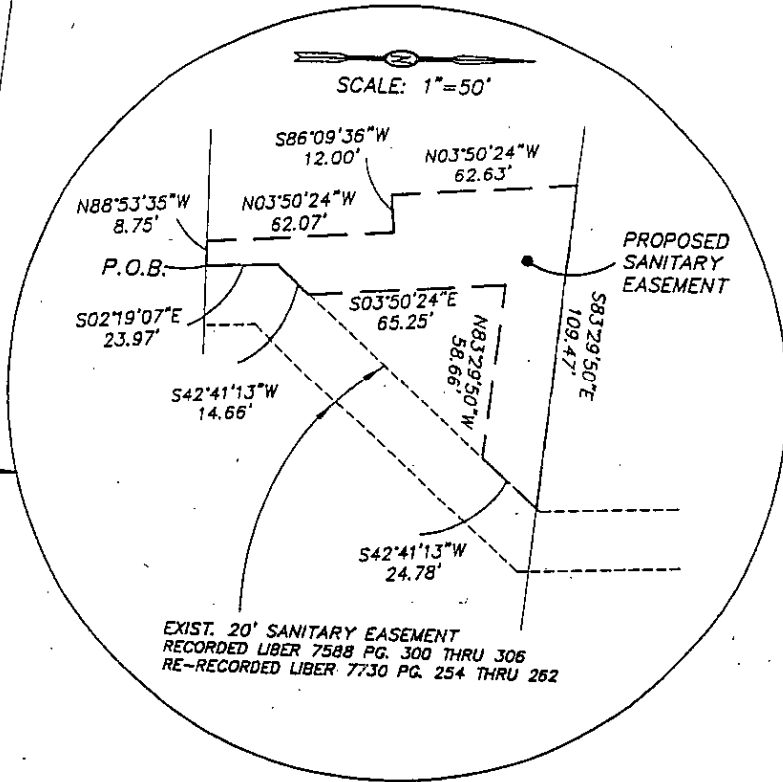 SCALE: 1"=50'
S86°09'36"W
12.00'
N03°50'24"W
62.63'
N88°53'35"W
8.75'
N03°50'24"W
62.07'
P.O.B.
PROPOSED
SANITARY
EASEMENT
S02°19'07"E
23.97'
S03°50'24"E
65.25'
N83°29'50"W
58.66'
S83°29'50"E
109.47'
S42°41'13"W
14.66'
S42°41'13"W
24.78'
EXIST. 20' SANITARY EASEMENT
RECORDED LIBER 7588 PG. 300 THRU 306
RE-RECORDED LIBER 7730 PG. 254 THRU 262